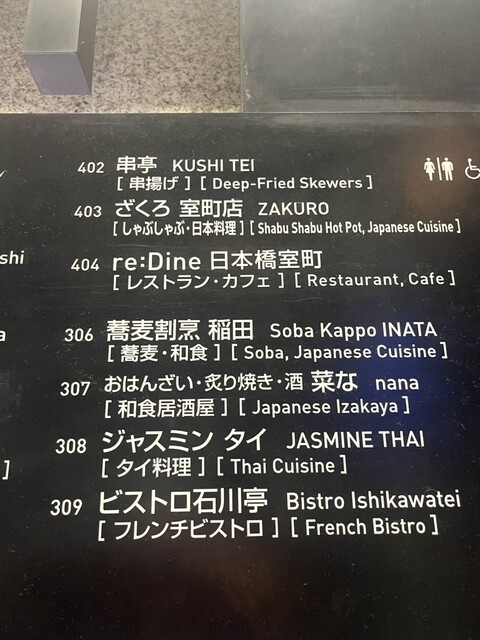 402 串亭 KUSHI TEI
[ 串揚げ ] [ Deep-Fried Skewers ]
403 ざくろ 室町店 ZAKURO
[ しゃぶしゃぶ・日本料理 ] [ Shabu Shabu Hot Pot, Japanese Cuisine ]
404 re:Dine 日本橋室町
[ レストラン・カフェ ] [ Restaurant, Cafe ]
306 蕎麦割烹 稲田 Soba Kappo INATA
[ 蕎麦・和食 ] [ Soba, Japanese Cuisine ]
307 おはんざい・炙り焼き・酒 菜な nana
[ 和食居酒屋 ] [ Japanese Izakaya ]
308 ジャスミン タイ JASMINE THAI
[ タイ料理 ] [ Thai Cuisine ]
309 ビストロ石川亭 Bistro Ishikawatei
[ フレンチビストロ ] [ French Bistro ]